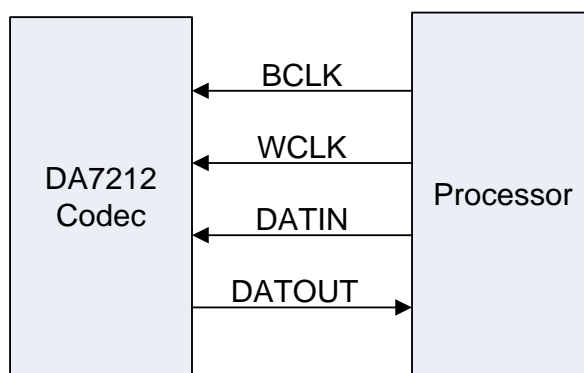 DA7212
Codec
BCLK
WCLK
DATIN
DATOUT
Processor